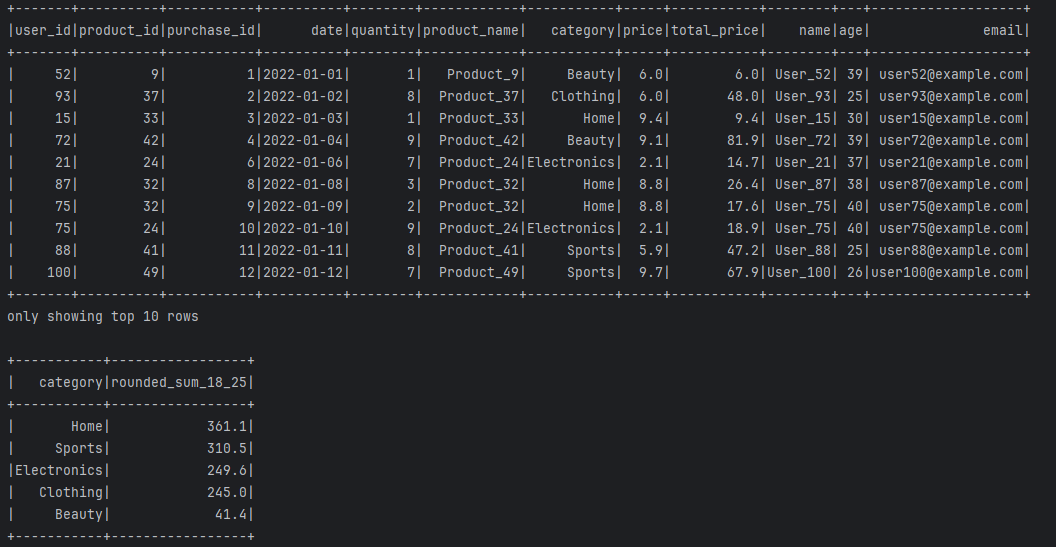 +-------+----------+-----------+----------+--------+------------+-----------+-----+-----------+--------+---+-------------------+
|user_id|product_id|purchase_id|      date|quantity|product_name|   category|price|total_price|    name|age|              email|
+-------+----------+-----------+----------+--------+------------+-----------+-----+-----------+--------+---+-------------------+
|     52|         9|          1|2022-01-01|       1|   Product_9|     Beauty|  6.0|        6.0| User_52| 39| user52@example.com|
|     93|        37|          2|2022-01-02|       8|  Product_37|   Clothing|  6.0|       48.0| User_93| 25| user93@example.com|
|     15|        33|          3|2022-01-03|       1|  Product_33|       Home|  9.4|        9.4| User_15| 30| user15@example.com|
|     72|        42|          4|2022-01-04|       9|  Product_42|     Beauty|  9.1|       81.9| User_72| 39| user72@example.com|
|     21|        24|          6|2022-01-06|       7|  Product_24|Electronics|  2.1|       14.7| User_21| 37| user21@example.com|
|     87|        32|          8|2022-01-08|       3|  Product_32|       Home|  8.8|       26.4| User_87| 38| user87@example.com|
|     75|        32|          9|2022-01-09|       2|  Product_32|       Home|  8.8|       17.6| User_75| 40| user75@example.com|
|     75|        24|         10|2022-01-10|       9|  Product_24|Electronics|  2.1|       18.9| User_75| 40| user75@example.com|
|     88|        41|         11|2022-01-11|       8|  Product_41|     Sports|  5.9|       47.2| User_88| 25| user88@example.com|
|    100|        49|         12|2022-01-12|       7|  Product_49|     Sports|  9.7|       67.9|User_100| 26|user100@example.com|
+-------+----------+-----------+----------+--------+------------+-----------+-----+-----------+--------+---+-------------------+
only showing top 10 rows
+-----------+-----------------+
|   category|rounded_sum_18_25|
+-----------+-----------------+
|       Home|            361.1|
|     Sports|            310.5|
|Electronics|            249.6|
|   Clothing|            245.0|
|     Beauty|             41.4|
+-----------+-----------------+